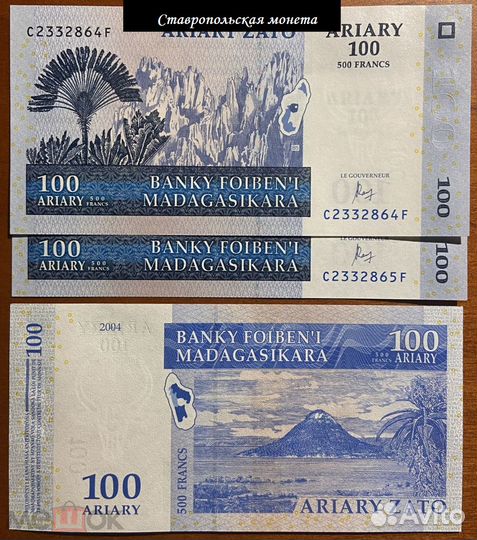 Ставропольская монета
C2332864F
ARIARY ZATO
ARIARY
100
500 FRANCS
100
ARIARY
500 FRANCS
BANKY FOIBEN'I
MADAGASIKARA
LE GOUVERNEUR
C2332864F
100
100
ARIARY
500 FRANCS
BANKY FOIBEN'I
MADAGASIKARA
LE GOUVERNEUR
C2332865F
100
100
2004
BANKY FOIBEN'I
MADAGASIKARA
100
500 FRANCS
ARIARY
100
ARIARY
500 FRANCS
ARIARY ZATO
Мешок
Avito